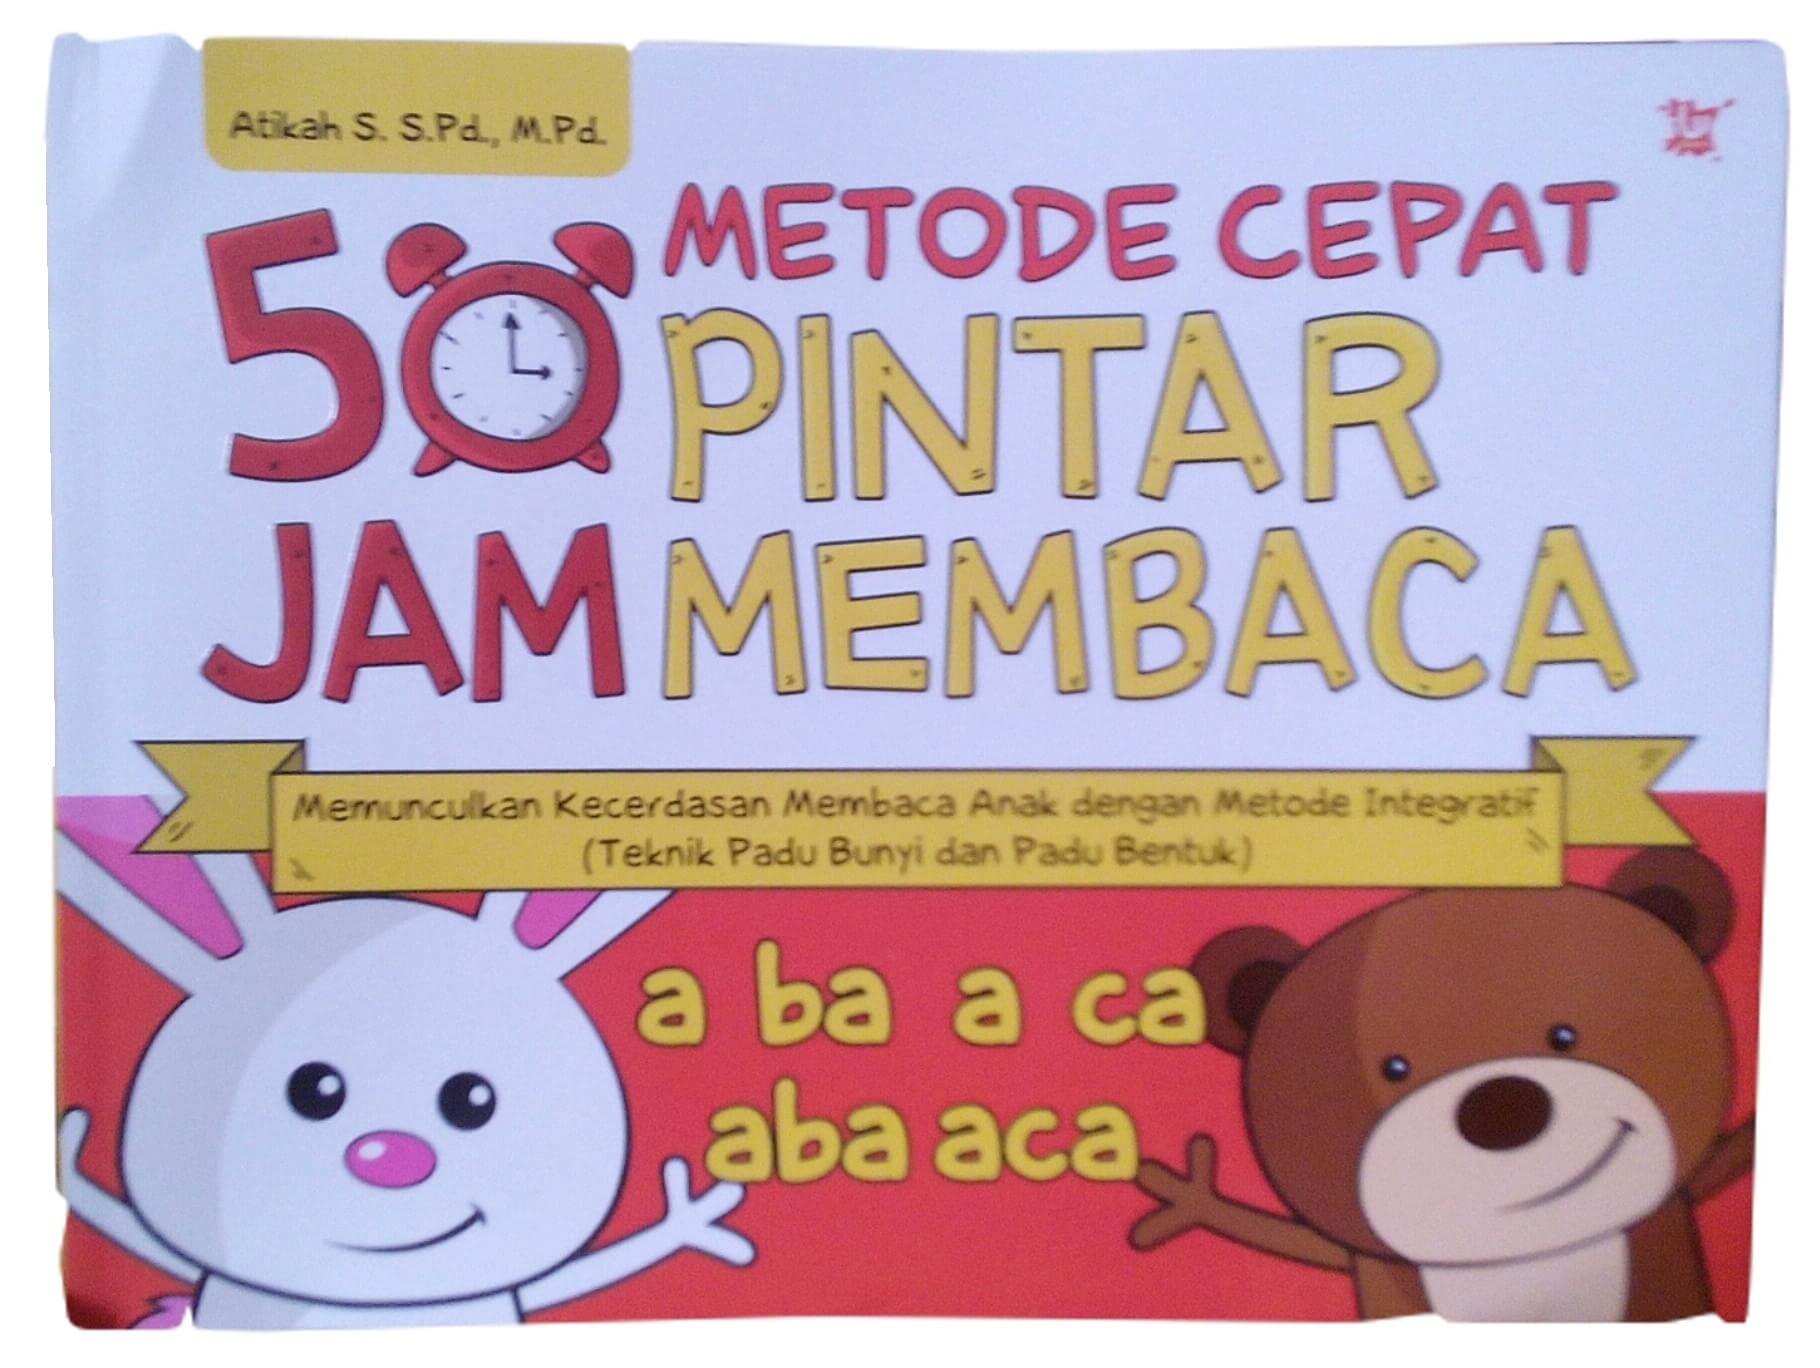 Atikah S. S.Pd., M.Pd.
50 JAM
METODE CEPAT
PINTAR
MEMBACA
Memunculkan Kecerdasan Membaca Anak dengan Metode Integratif
(Teknik Padu Bunyi dan Padu Bentuk)
a ba a ca
aba aca